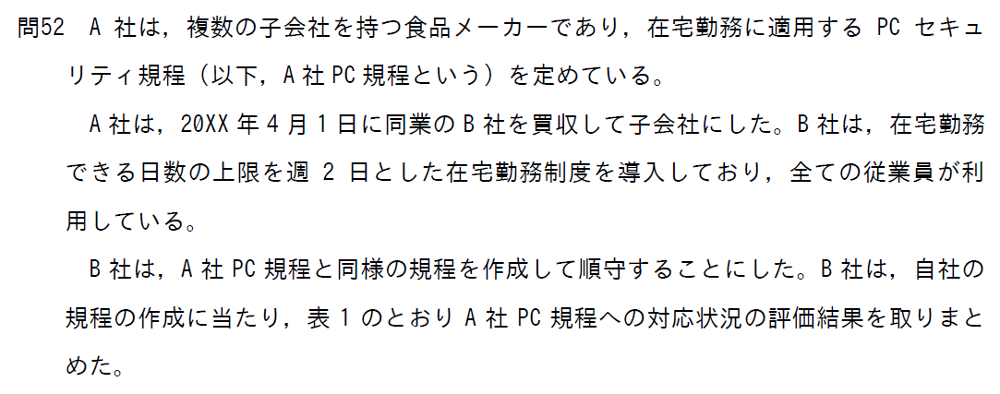 問52 A 社は，複数の子会社を持つ食品メーカーであり，在宅勤務に適用する PC セキュ
リティ規程（以下，A 社 PC 規程という）を定めている。
A 社は，20XX 年 4 月 1 日に同業の B 社を買収して子会社にした。B 社は，在宅勤務
できる日数の上限を週 2 日とした在宅勤務制度を導入しており，全ての従業員が利
用している。
B 社は，A 社 PC 規程と同様の規程を作成して順守することにした。B 社は，自社の
規程の作成に当たり，表 1 のとおり A 社 PC 規程への対応状況の評価結果を取りまと
めた。